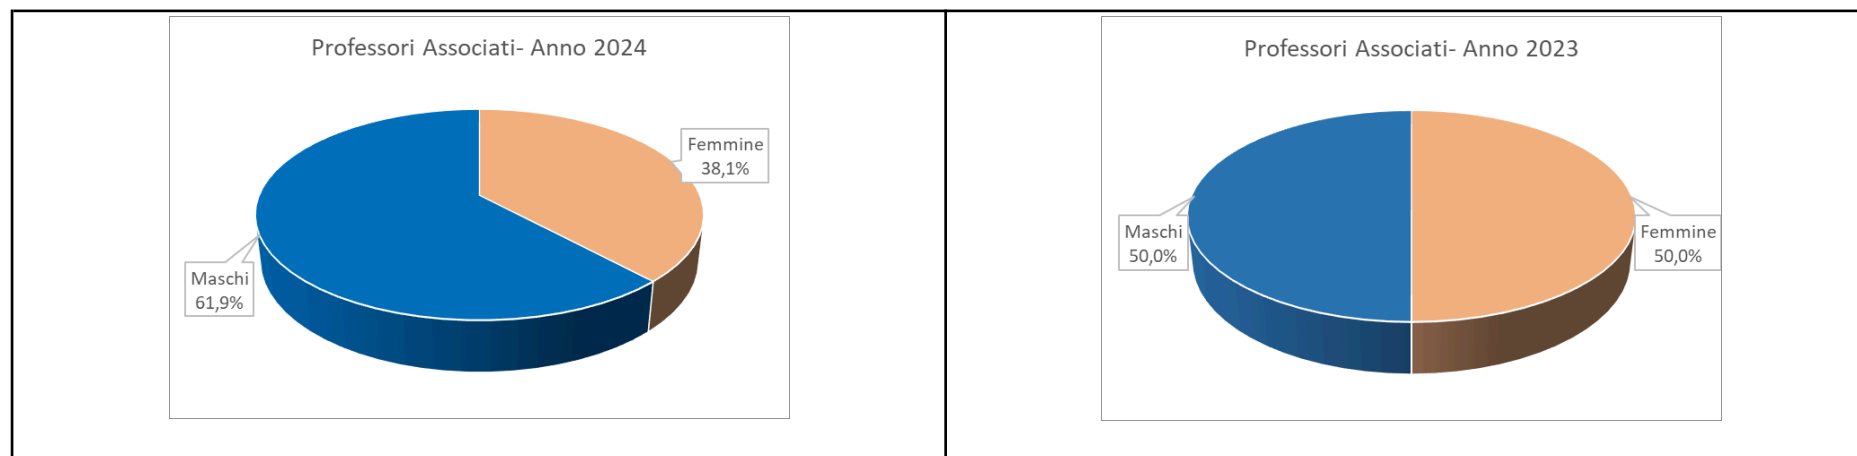 Professori Associati- Anno 2024
Femmine
38,1%
Maschi
61,9%
Professori Associati- Anno 2023
Maschi
50,0%
Femmine
50,0%